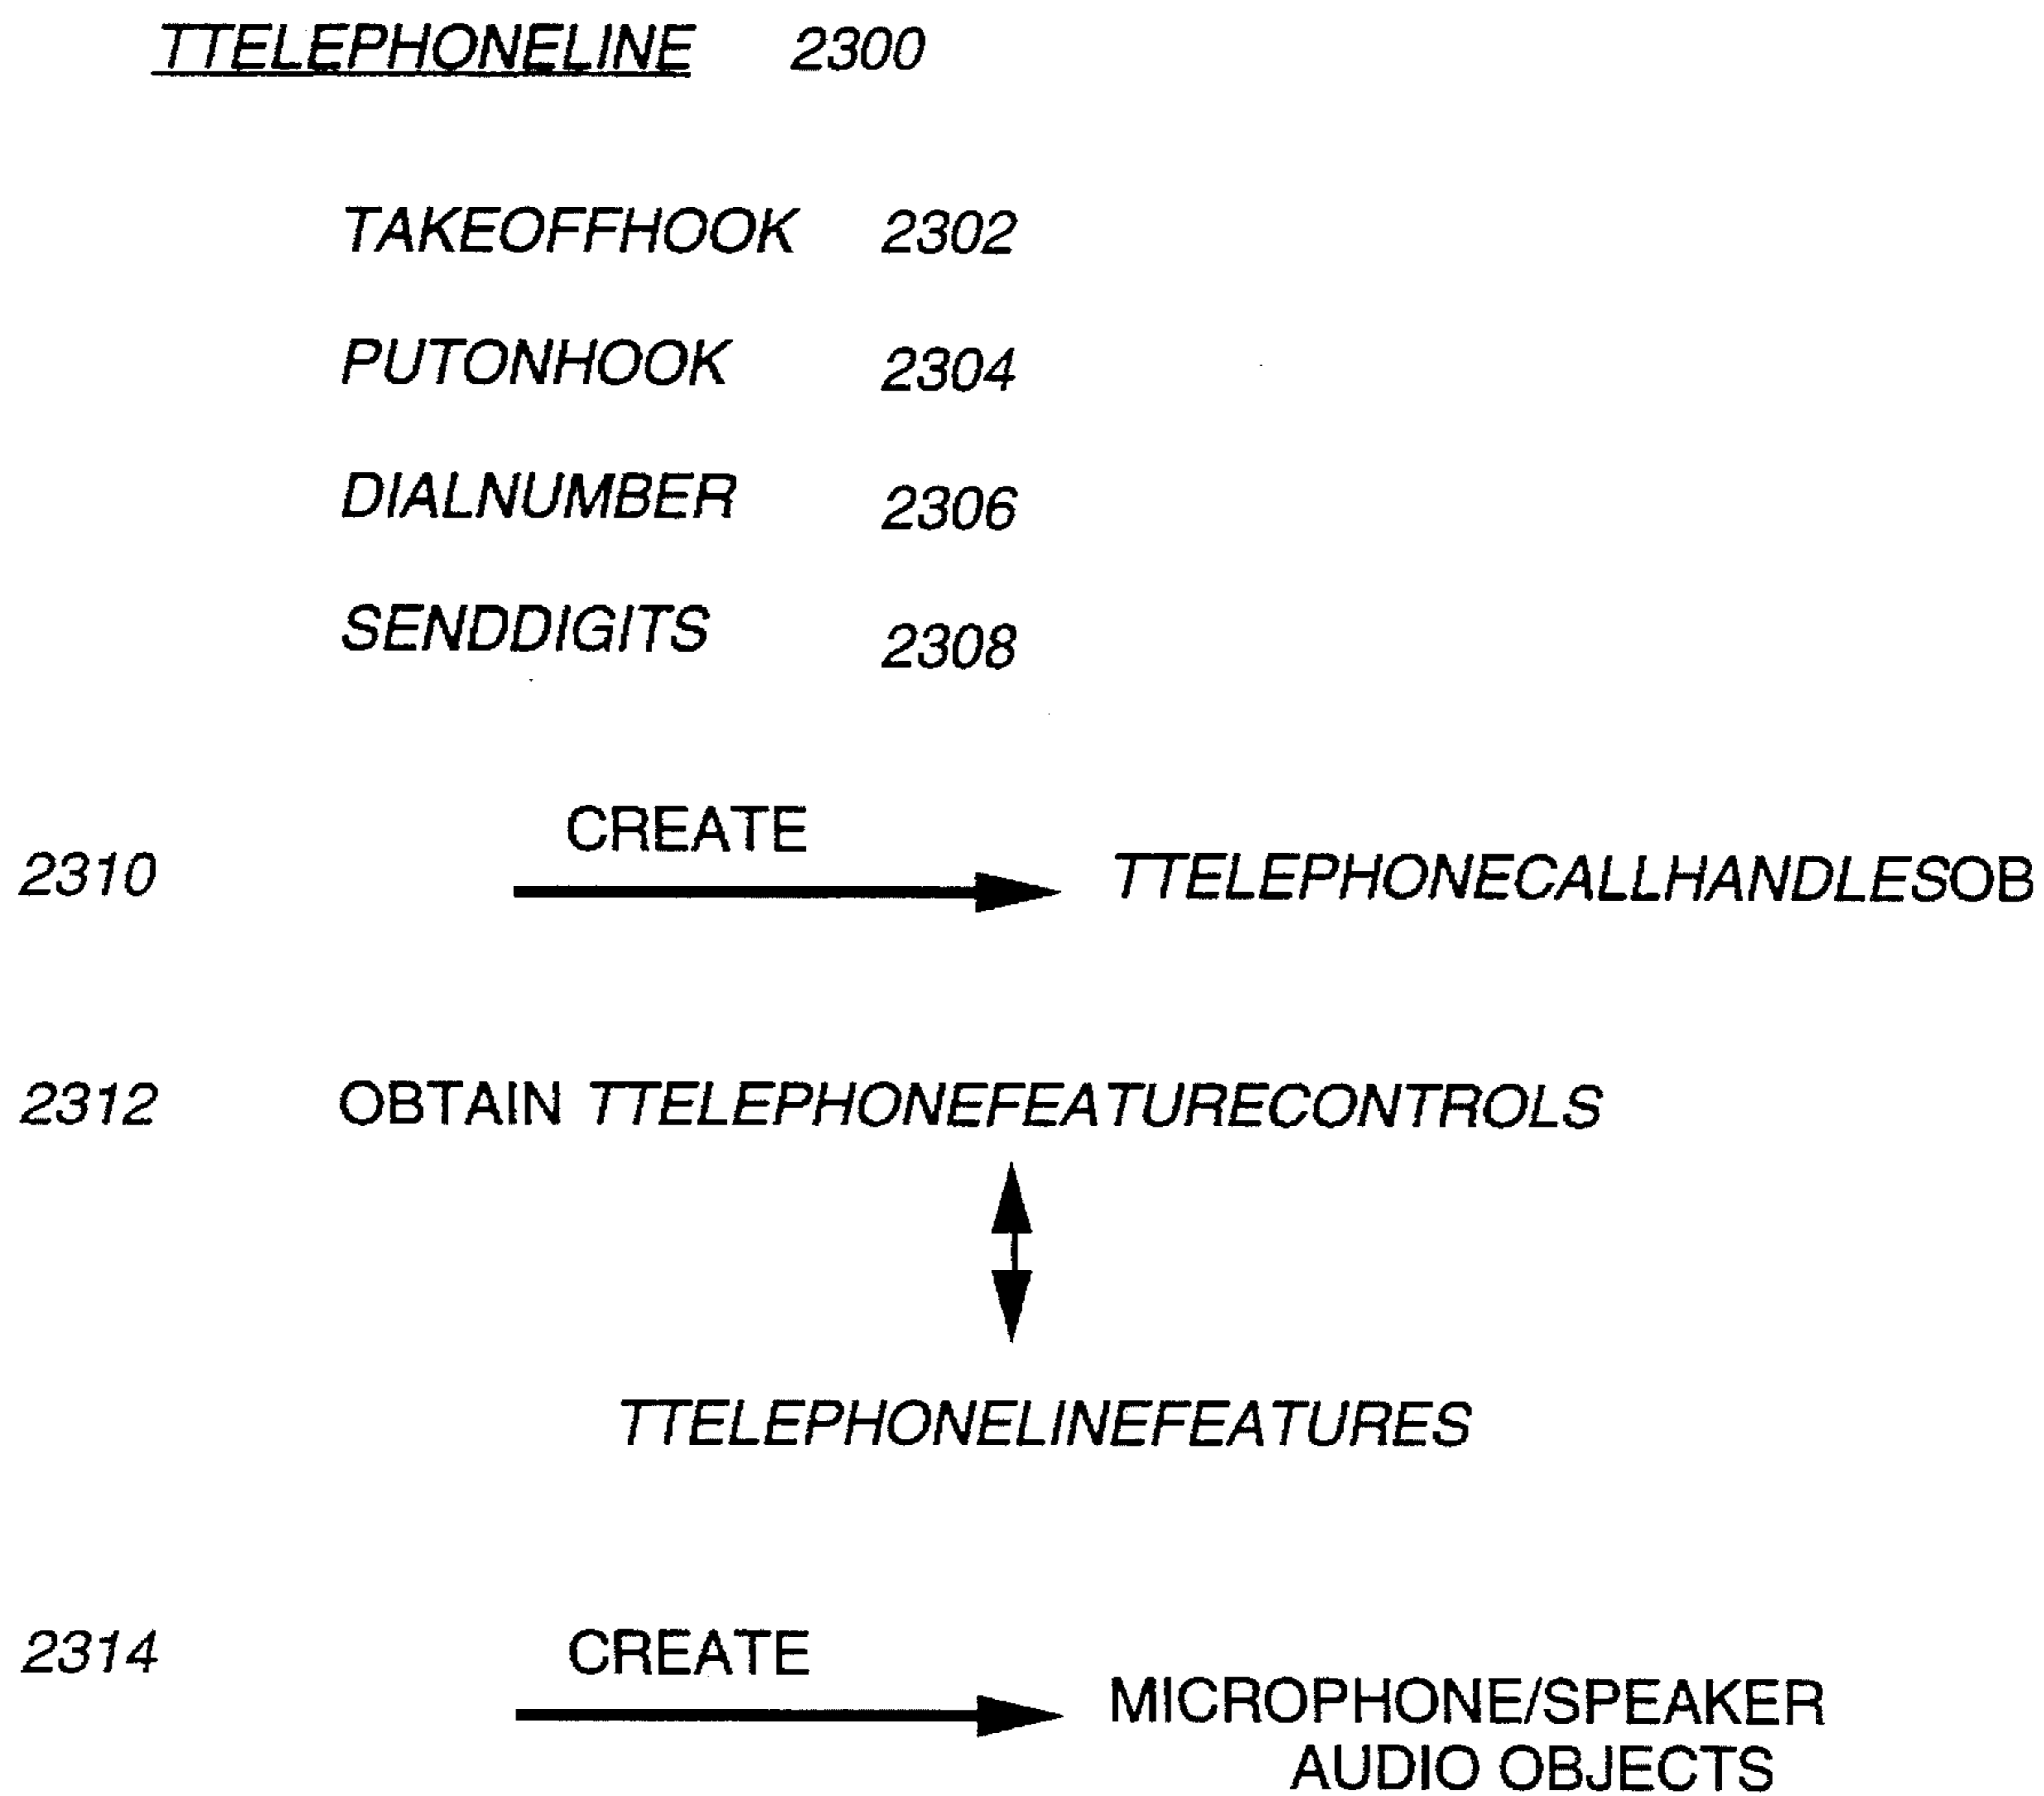 TTELEPHONELINE 2300
TAKEOFFHOOK 2302
PUTONHOOK 2304
DIALNUMBER 2306
SENDDIGITS 2308
CREATE
2310 TTELEPHONECALLHANDLESOB
2312 OBTAIN TTELEPHONEFEATURECONTROLS
TTELEPHONELINEFEATURES
2314 CREATE
MICROPHONE/SPEAKER
AUDIO OBJECTS